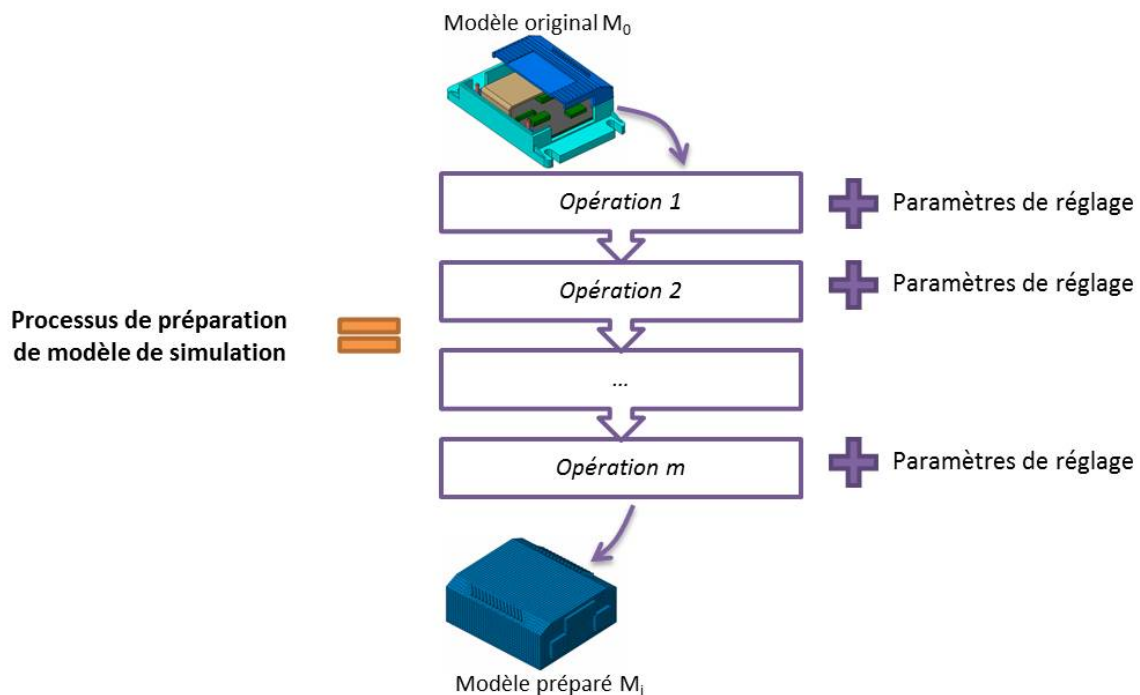 Modèle original M₀
Opération 1
Paramètres de réglage
Opération 2
Paramètres de réglage
Processus de préparation
de modèle de simulation
...
Opération m
Paramètres de réglage
Modèle préparé Mᵢ